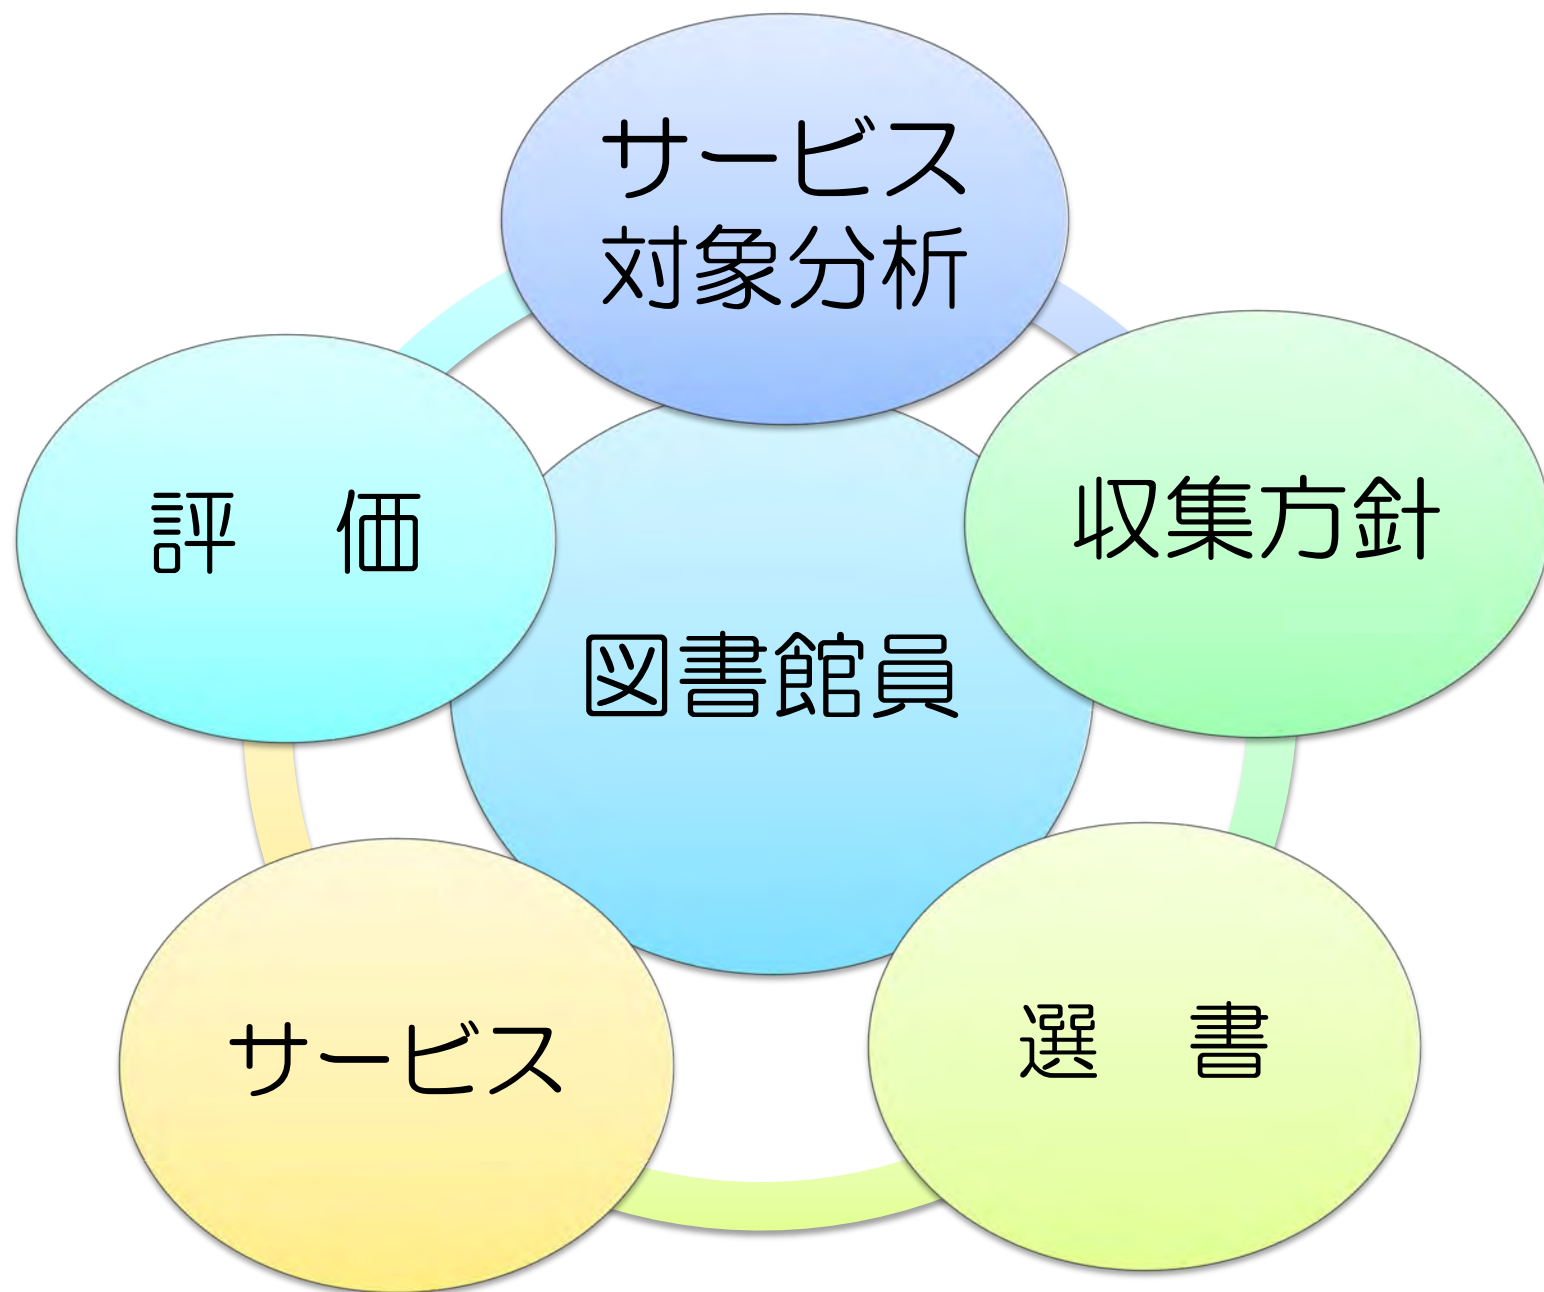 サービス
対象分析
収集方針
評　価
図書館員
選　書
サービス